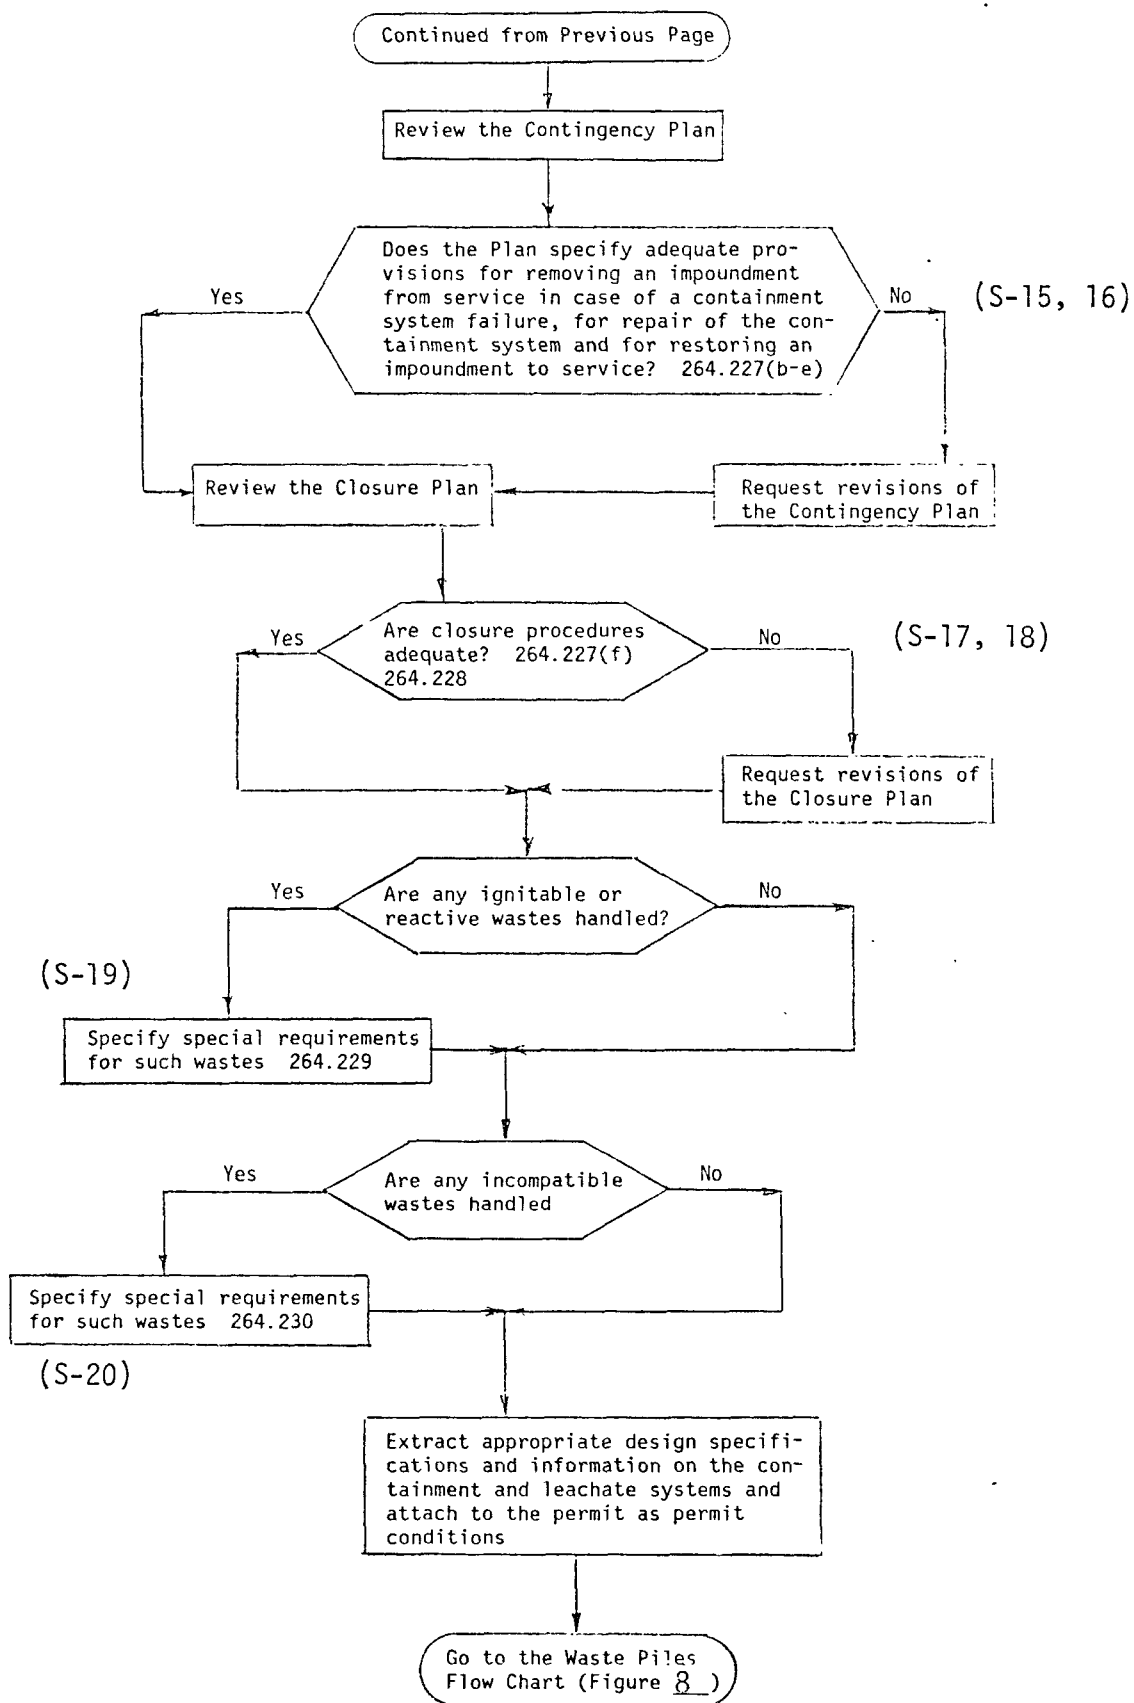 Continued from Previous Page
Review the Contingency Plan
Does the Plan specify adequate pro-
visions for removing an impoundment
from service in case of a containment
system failure, for repair of the con-
tainment system and for restoring an
impoundment to service? 264.227(b-e)
Yes
No
(S-15, 16)
Review the Closure Plan
Request revisions of
the Contingency Plan
Are closure procedures
adequate? 264.227(f)
264.228
Yes
No
(S-17, 18)
Request revisions of
the Closure Plan
Are any ignitable or
reactive wastes handled?
Yes
No
(S-19)
Specify special requirements
for such wastes 264.229
Are any incompatible
wastes handled
Yes
No
Specify special requirements
for such wastes 264.230
(S-20)
Extract appropriate design specifi-
cations and information on the con-
tainment and leachate systems and
attach to the permit as permit
conditions
Go to the Waste Piles
Flow Chart (Figure 8)